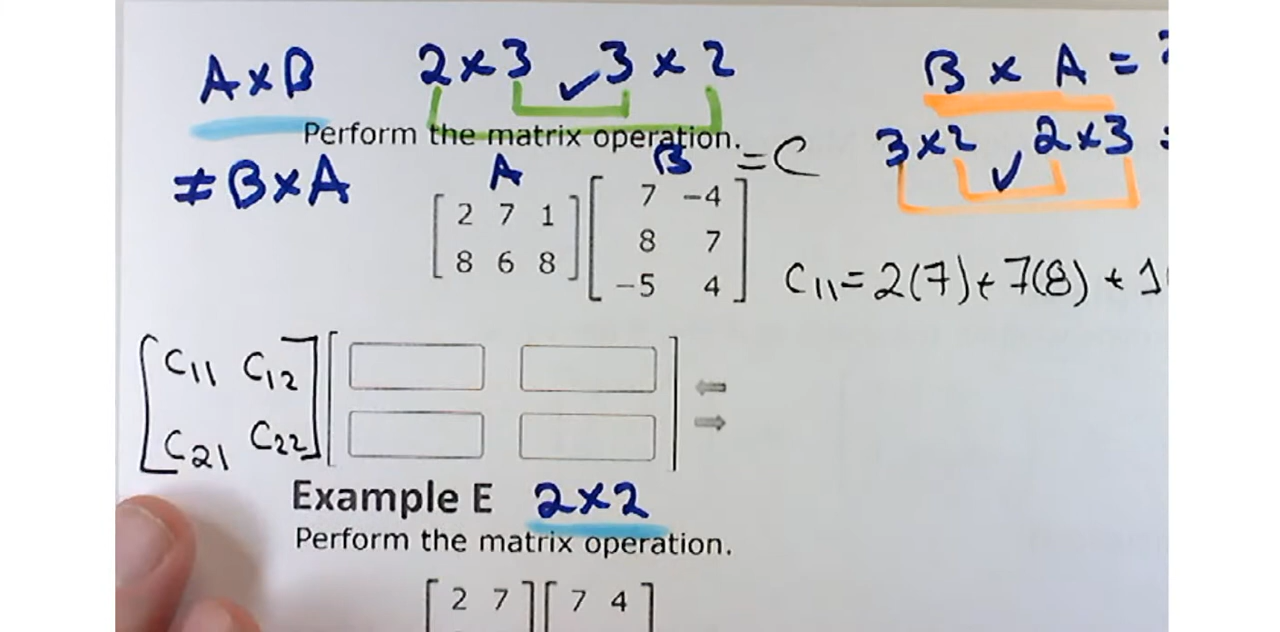 A×B 2×3 ✓ 3×2 B × A = ?
Perform the matrix operation.
3×2 ✓ 2×3 =
≠ B×A A B = C
[ 2 7 1 ] [ 7 −4 ]
[ 8 6 8 ] [ 8 7 ]
[ −5 4 ]
C11 = 2(7) + 7(8) + 1
[ C11 C12 ]
[ C21 C22 ]
Example E 2×2
Perform the matrix operation.
[ 2 7 ] [ 7 4 ]